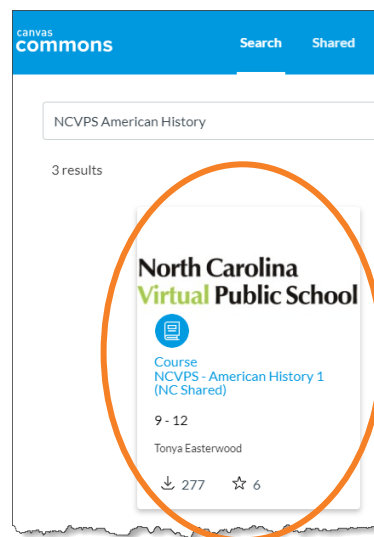 canvas
commons
Search Shared
NCVPS American History
3 results
North Carolina
Virtual Public School
Course
NCVPS - American History 1
(NC Shared)
9 - 12
Tonya Easterwood
277 6